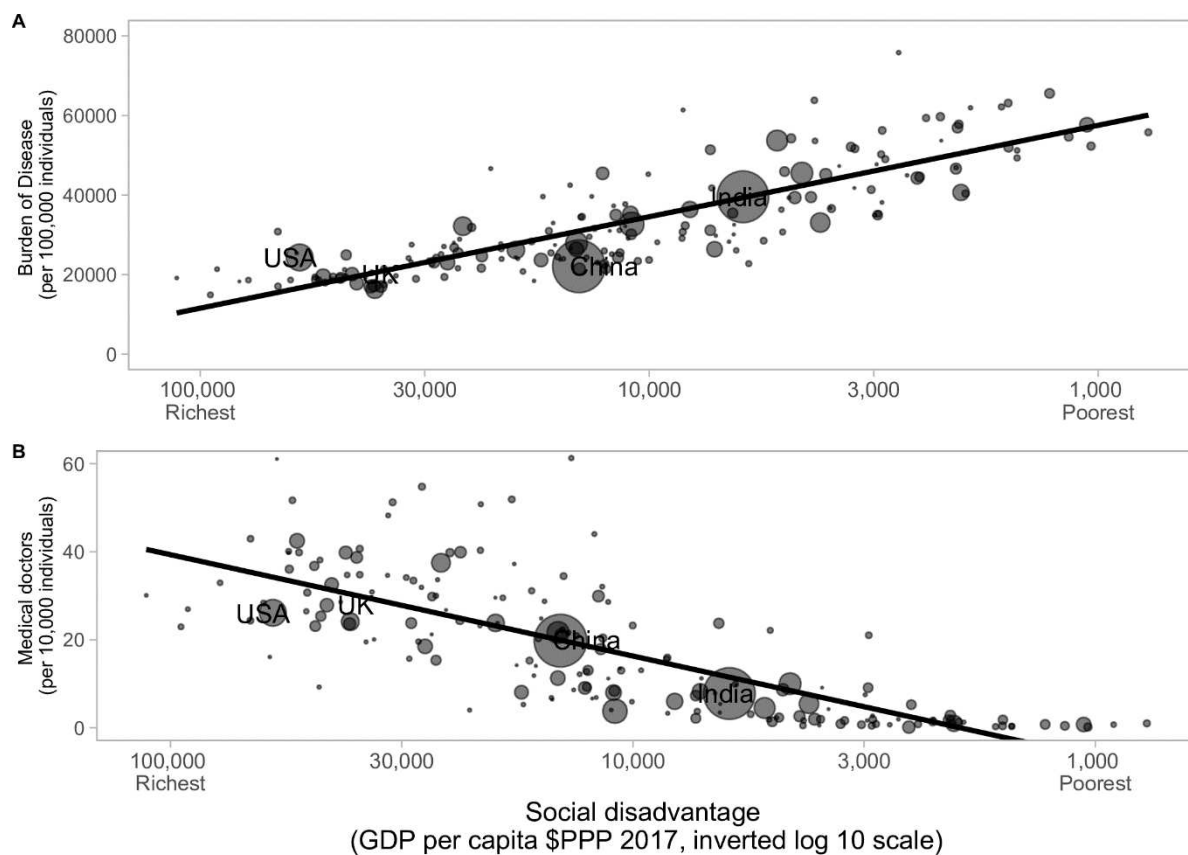 A
Burden of Disease
(per 100,000 individuals)
80000
60000
40000
20000
0
USA
UK
China
India
100,000 30,000 10,000 3,000 1,000
Richest Poorest
B
Medical doctors
(per 10,000 individuals)
60
40
20
0
USA
UK
China
India
100,000 30,000 10,000 3,000 1,000
Richest Poorest
Social disadvantage
(GDP per capita $PPP 2017, inverted log 10 scale)